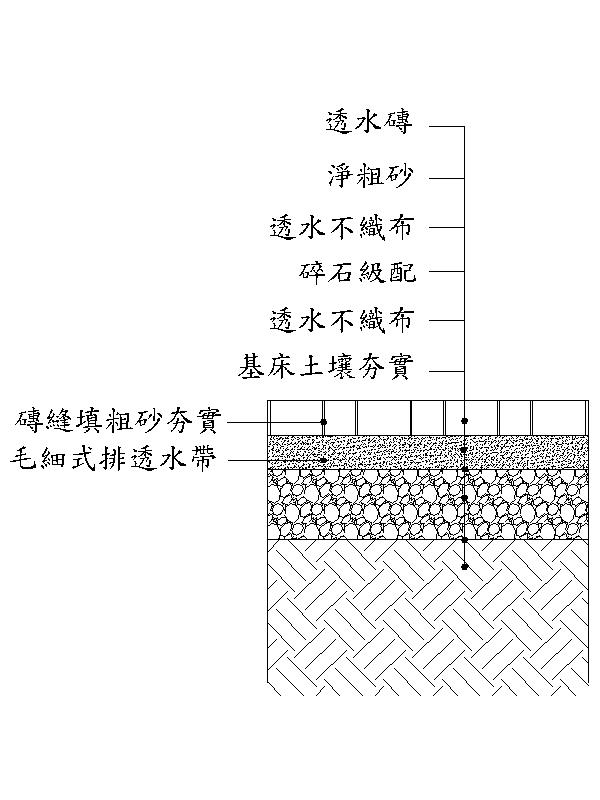 透水磚
淨粗砂
透水不織布
碎石級配
透水不織布
基床土壤夯實
磚縫填粗砂夯實
毛細式排透水帶